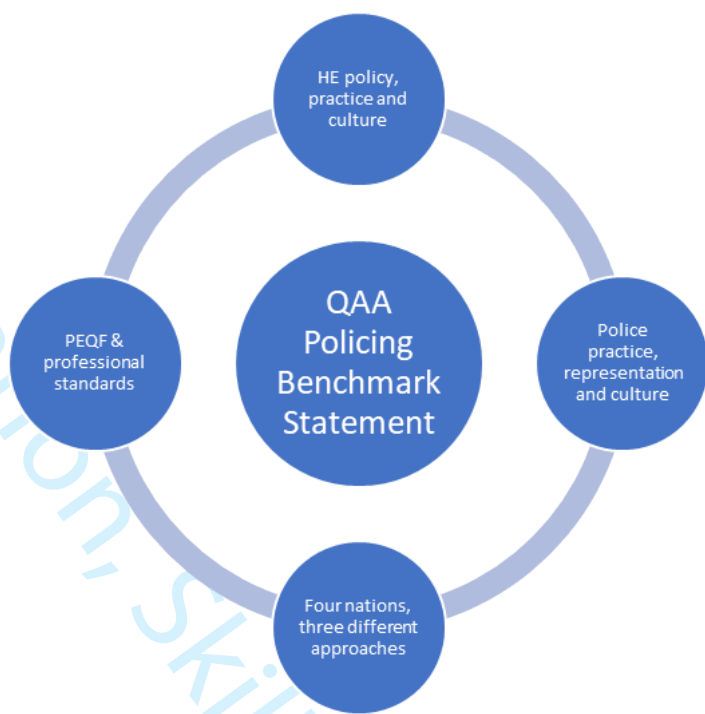 HE policy,
practice and
culture
QAA
Policing
Benchmark
Statement
PEQF &
professional
standards
Police
practice,
representation
and culture
Four nations,
three different
approaches